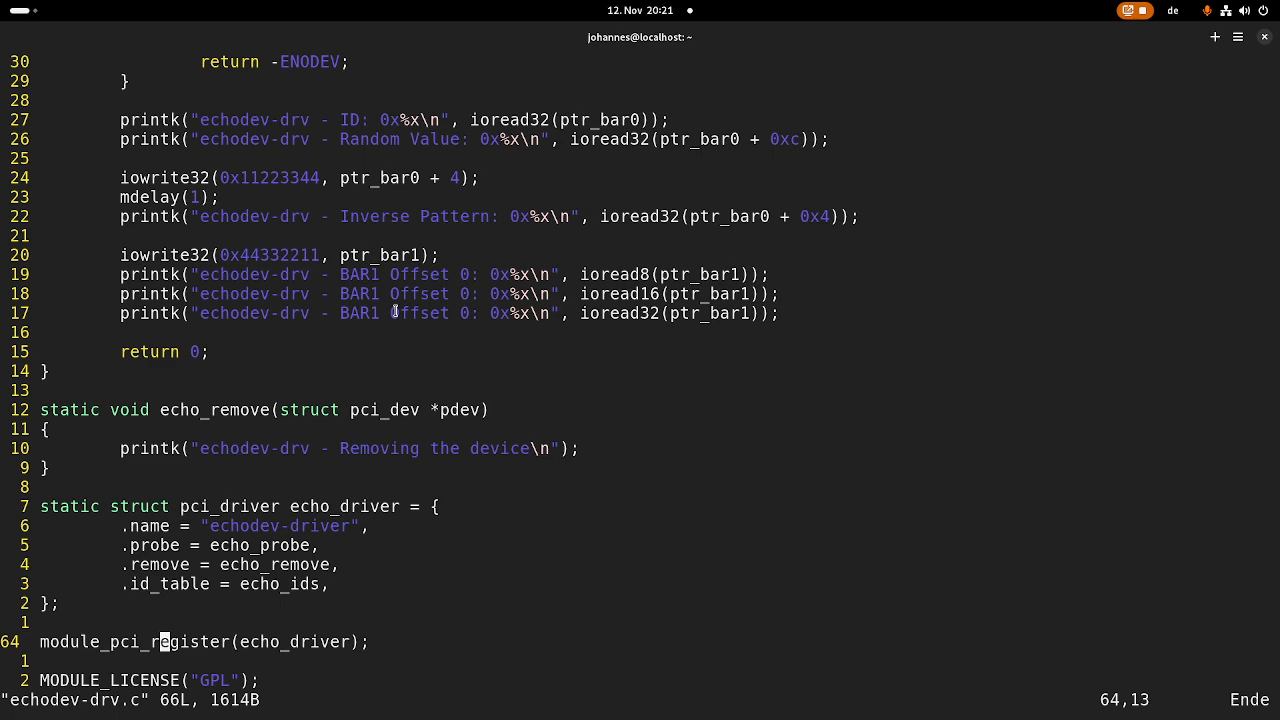 12. Nov 20:21
de
johannes@localhost: ~
30 return -ENODEV;
29 }
28
27 printk("echodev-drv - ID: 0x%x\n", ioread32(ptr_bar0));
26 printk("echodev-drv - Random Value: 0x%x\n", ioread32(ptr_bar0 + 0xc));
25
24 iowrite32(0x11223344, ptr_bar0 + 4);
23 mdelay(1);
22 printk("echodev-drv - Inverse Pattern: 0x%x\n", ioread32(ptr_bar0 + 0x4));
21
20 iowrite32(0x44332211, ptr_bar1);
19 printk("echodev-drv - BAR1 Offset 0: 0x%x\n", ioread8(ptr_bar1));
18 printk("echodev-drv - BAR1 Offset 0: 0x%x\n", ioread16(ptr_bar1));
17 printk("echodev-drv - BAR1 Offset 0: 0x%x\n", ioread32(ptr_bar1));
16
15 return 0;
14 }
13
12 static void echo_remove(struct pci_dev *pdev)
11 {
10 printk("echodev-drv - Removing the device\n");
9 }
8
7 static struct pci_driver echo_driver = {
6 .name = "echodev-driver",
5 .probe = echo_probe,
4 .remove = echo_remove,
3 .id_table = echo_ids,
2 };
1
64 module_pci_register(echo_driver);
1
2 MODULE_LICENSE("GPL");
"echodev-drv.c" 66L, 1614B 64,13 Ende